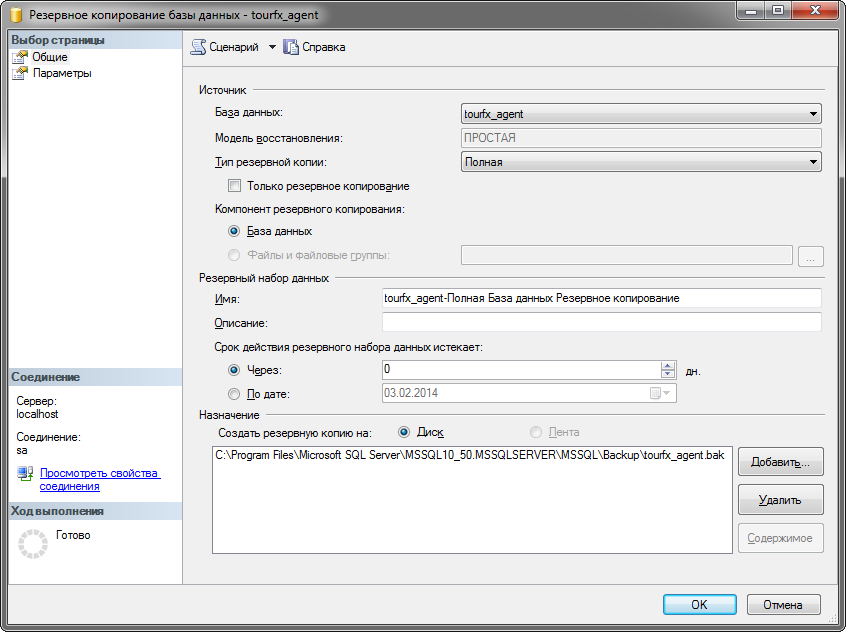 Резервное копирование базы данных - tourfx_agent
Выбор страницы
Общие
Параметры
Сценарий
Справка
Источник
База данных:
tourfx_agent
Модель восстановления:
ПРОСТАЯ
Тип резервной копии:
Полная
Только резервное копирование
Компонент резервного копирования:
База данных
Файлы и файловые группы:
...
Резервный набор данных
Имя:
tourfx_agent-Полная База данных Резервное копирование
Описание:
Срок действия резервного набора данных истекает:
Через:
0
дн.
По дате:
03.02.2014
Назначение
Создать резервную копию на:
Диск
Лента
C:\Program Files\Microsoft SQL Server\MSSQL10_50.MSSQLSERVER\MSSQL\Backup\tourfx_agent.bak
Добавить...
Удалить
Содержимое
Соединение
Сервер:
localhost
Соединение:
sa
Просмотреть свойства
соединения
Ход выполнения
Готово
OK
Отмена